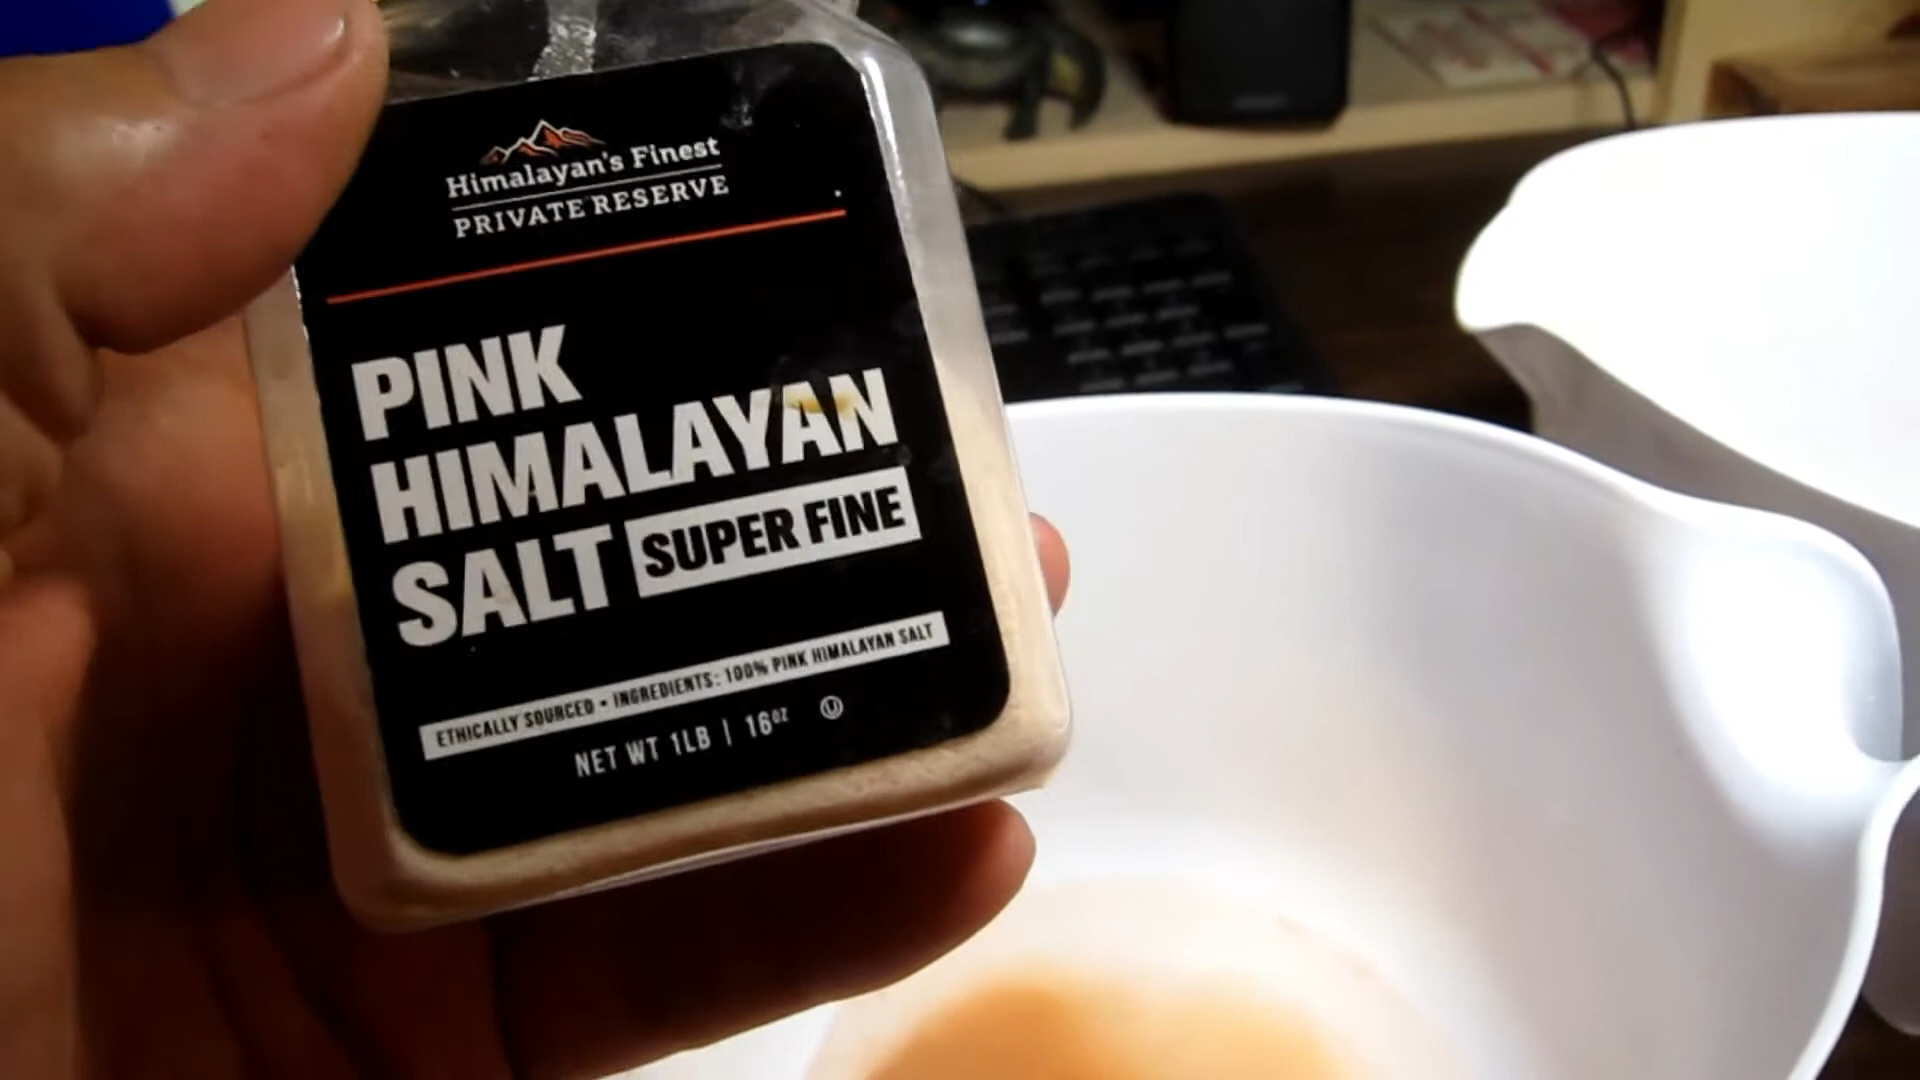 Himalayan's Finest
PRIVATE RESERVE
PINK
HIMALAYAN
SALT SUPER FINE
ETHICALLY SOURCED • INGREDIENTS: 100% PINK HIMALAYAN SALT
NET WT 1LB | 16OZ U